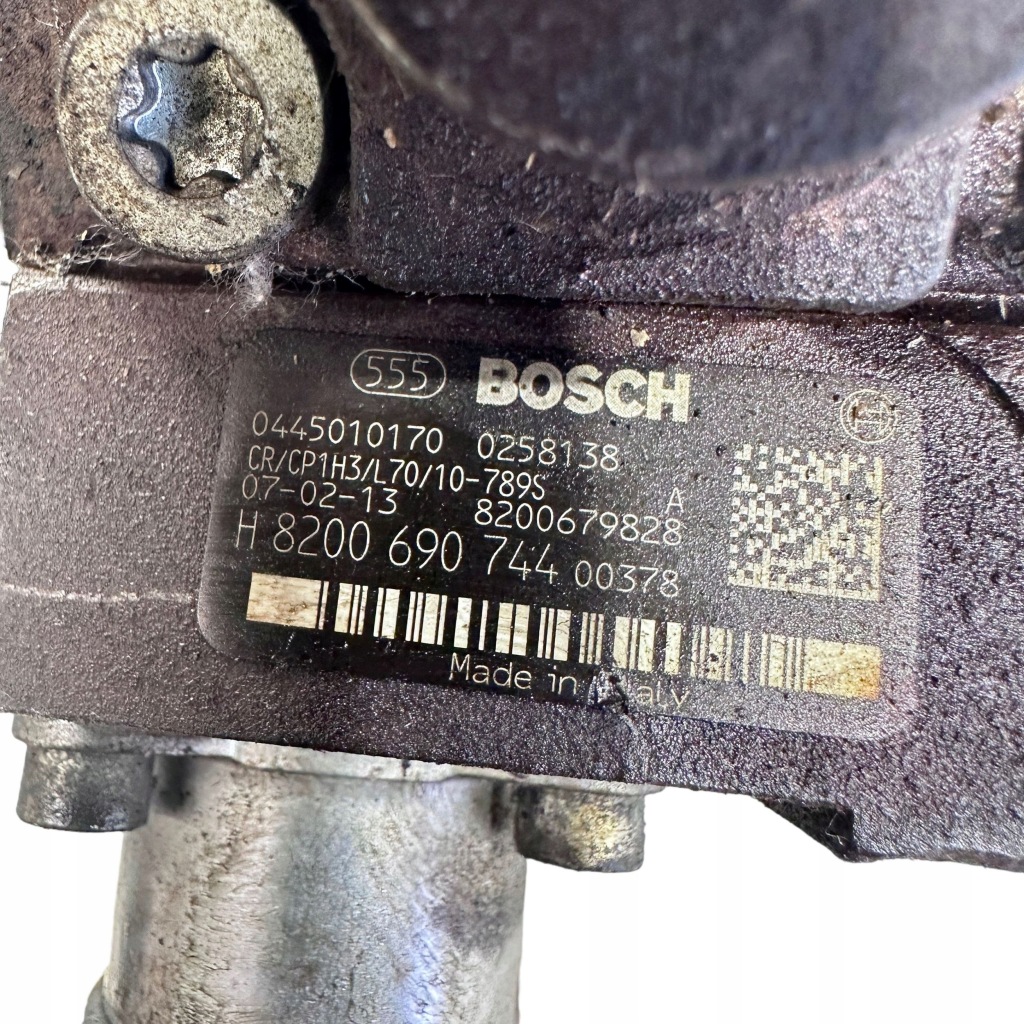 555 BOSCH
0445010170 0258138
CR/CP1H3/L70/10-789S A
07-02-13 8200679828
H 8200 690 744 00378
Made in Italy